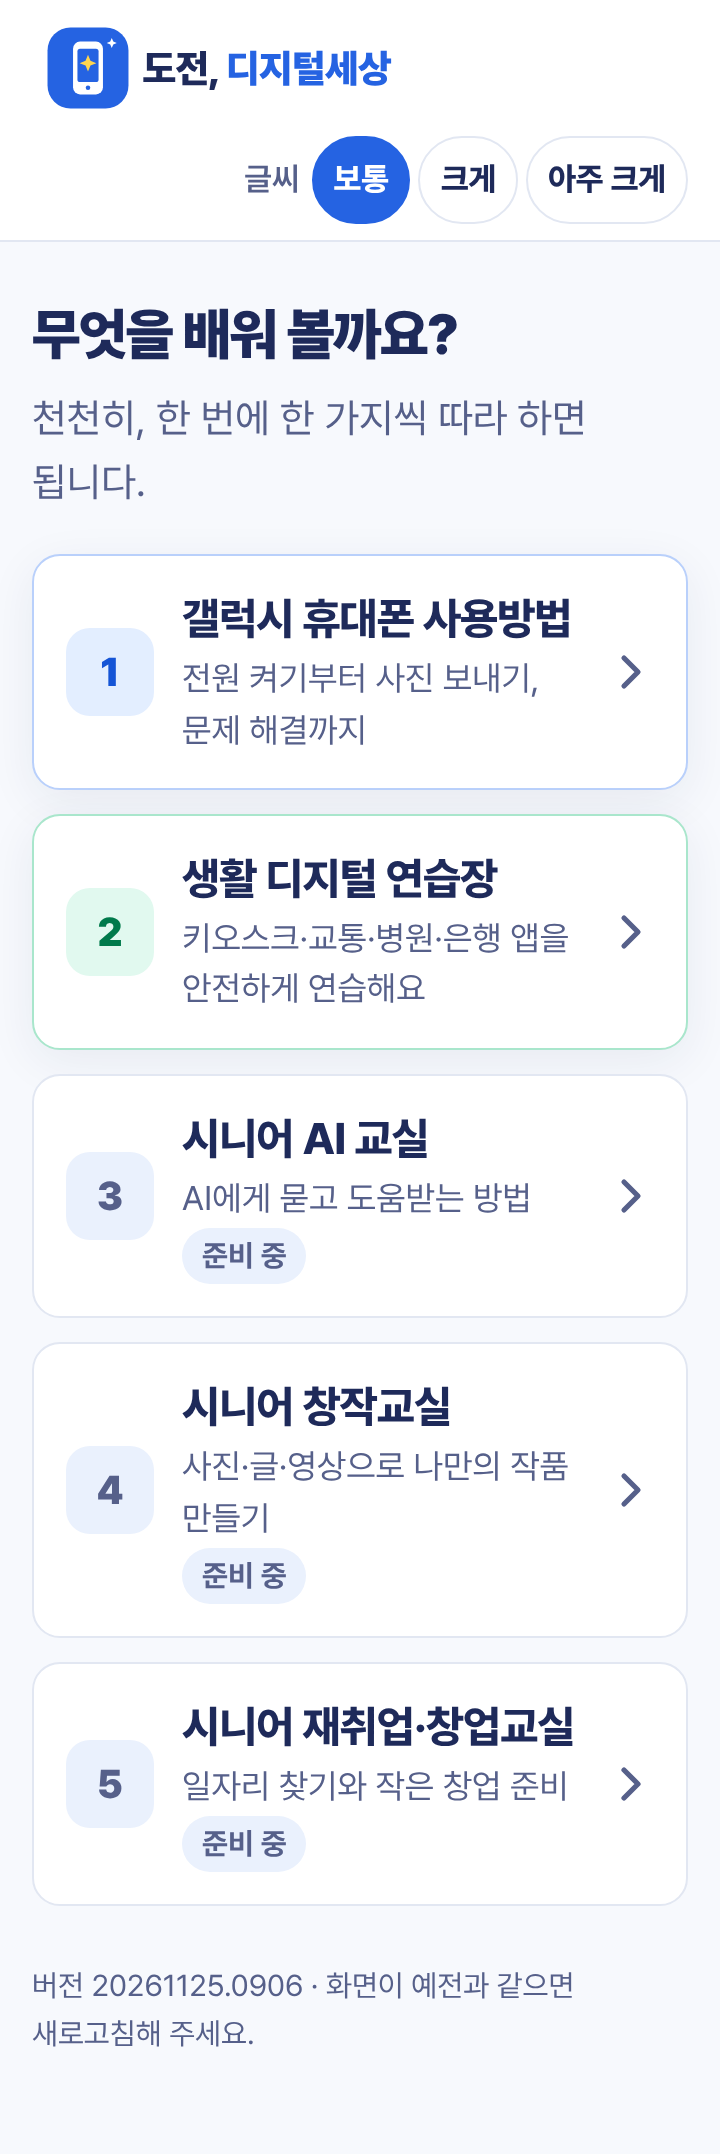 도전, 디지털세상
글씨 보통 크게 아주 크게
무엇을 배워 볼까요?
천천히, 한 번에 한 가지씩 따라 하면
됩니다.
1
갤럭시 휴대폰 사용방법
전원 켜기부터 사진 보내기,
문제 해결까지
2
생활 디지털 연습장
키오스크·교통·병원·은행 앱을
안전하게 연습해요
3
시니어 AI 교실
AI에게 묻고 도움받는 방법
준비 중
4
시니어 창작교실
사진·글·영상으로 나만의 작품
만들기
준비 중
5
시니어 재취업·창업교실
일자리 찾기와 작은 창업 준비
준비 중
버전 20261125.0906 · 화면이 예전과 같으면
새로고침해 주세요.